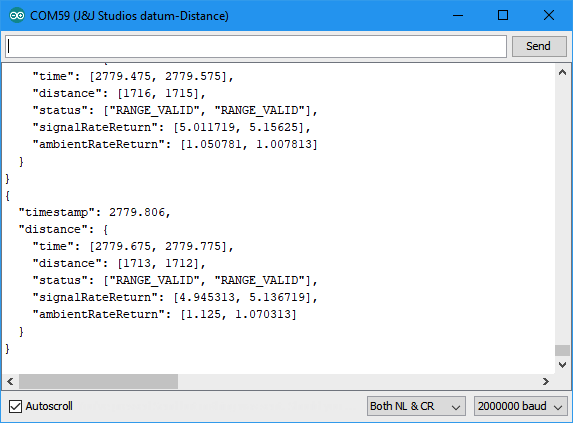 COM59 (J&J Studios datum-Distance)
Send
"time": [2779.475, 2779.575],
"distance": [1716, 1715],
"status": ["RANGE_VALID", "RANGE_VALID"],
"signalRateReturn": [5.011719, 5.15625],
"ambientRateReturn": [1.050781, 1.007813]
}
}
{
"timestamp": 2779.806,
"distance": {
"time": [2779.675, 2779.775],
"distance": [1713, 1712],
"status": ["RANGE_VALID", "RANGE_VALID"],
"signalRateReturn": [4.945313, 5.136719],
"ambientRateReturn": [1.125, 1.070313]
}
}
Autoscroll
Both NL & CR
2000000 baud